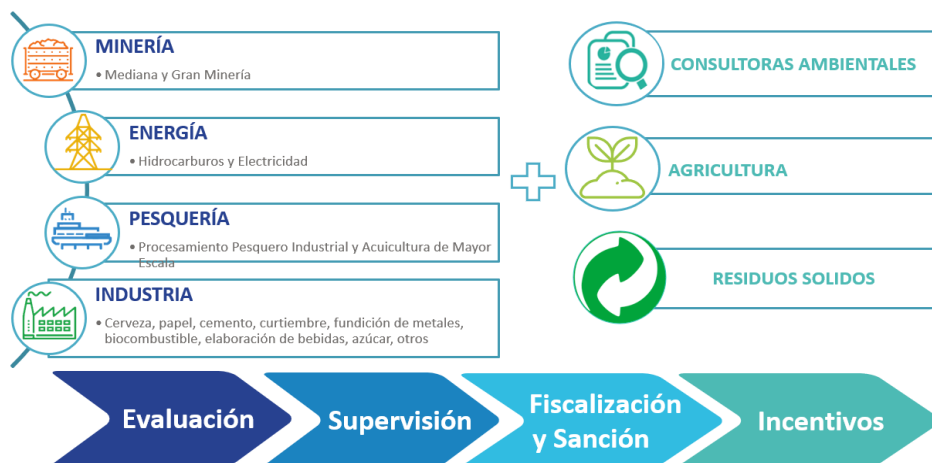 MINERÍA
• Mediana y Gran Minería
ENERGÍA
• Hidrocarburos y Electricidad
PESQUERÍA
• Procesamiento Pesquero Industrial y Acuicultura de Mayor
Escala
INDUSTRIA
• Cerveza, papel, cemento, curtiembre, fundición de metales,
biocombustible, elaboración de bebidas, azúcar, otros
CONSULTORAS AMBIENTALES
AGRICULTURA
RESIDUOS SOLIDOS
Evaluación
Supervisión
Fiscalización
y Sanción
Incentivos